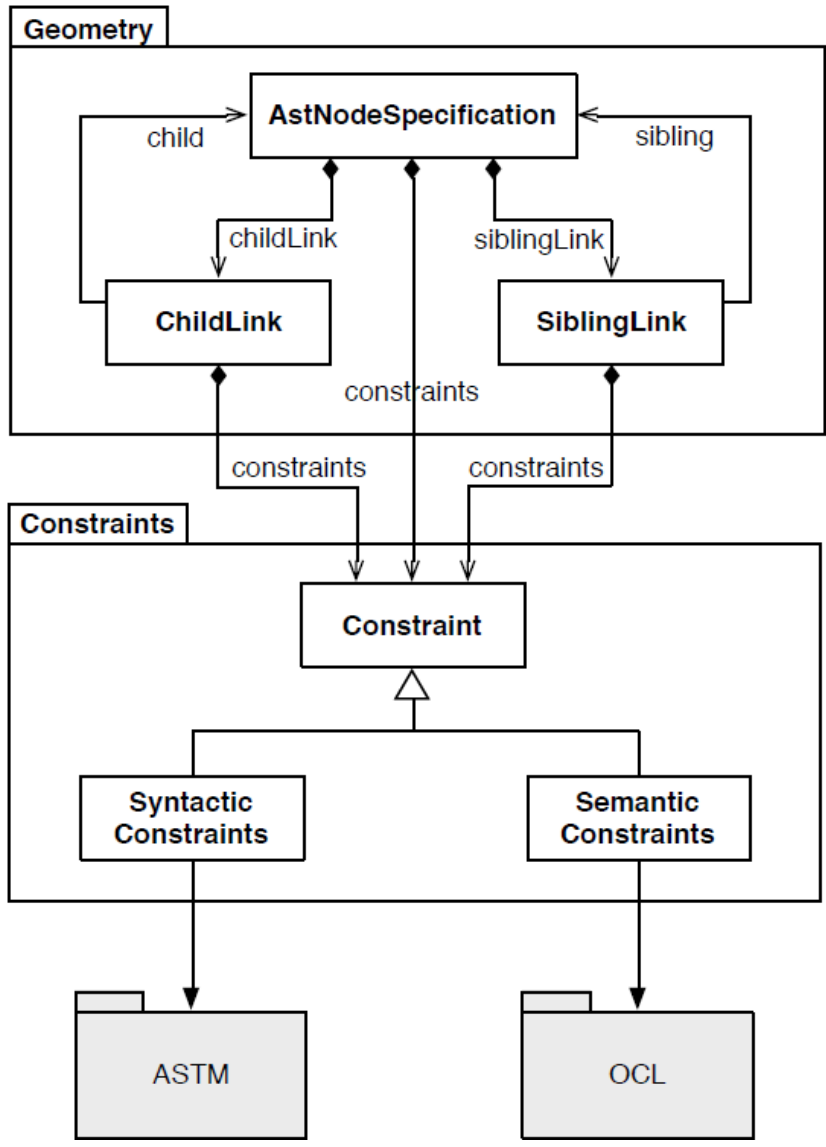 Geometry
AstNodeSpecification
child
sibling
childLink
siblingLink
ChildLink
SiblingLink
constraints
constraints
constraints
Constraints
Constraint
Syntactic
Constraints
Semantic
Constraints
ASTM
OCL